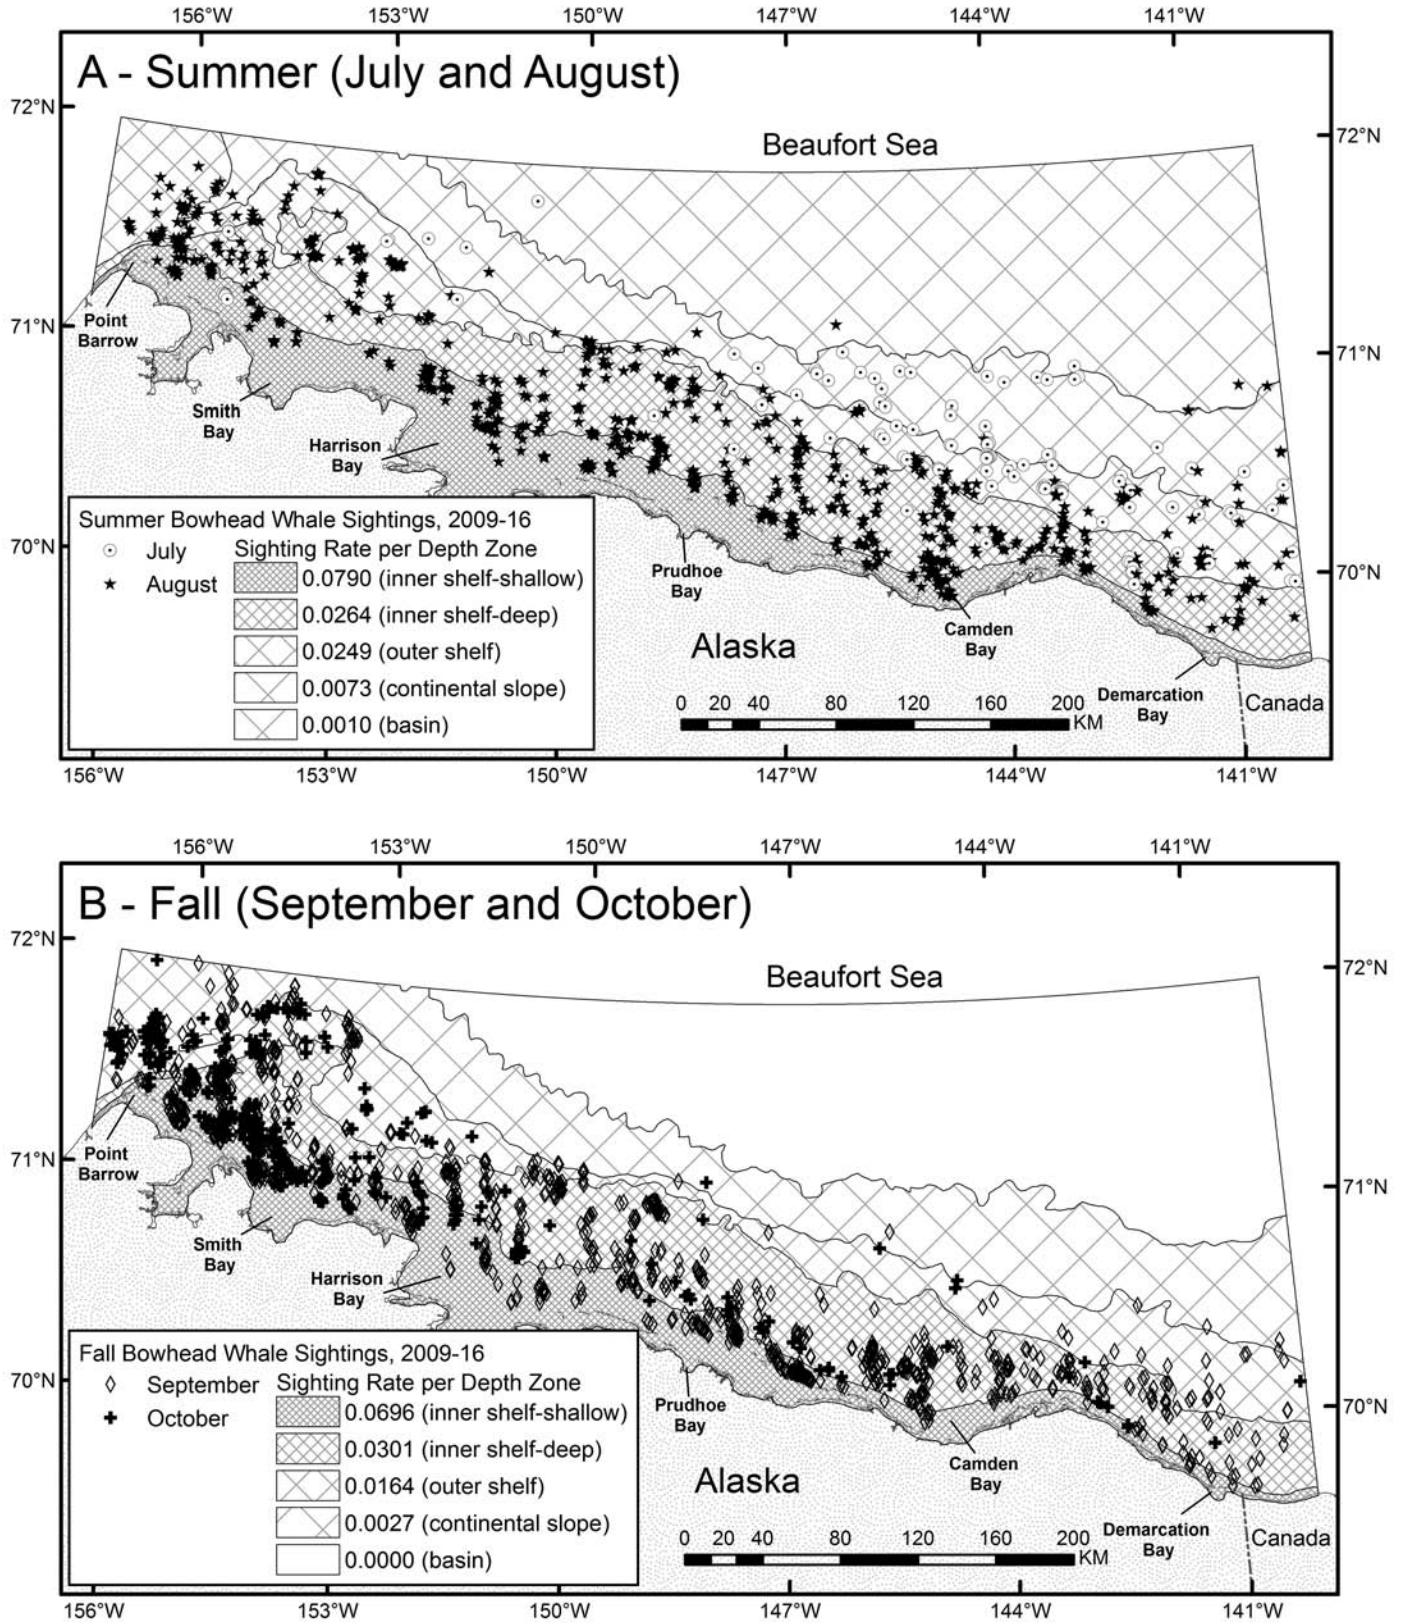 156°W 153°W 150°W 147°W 144°W 141°W
A - Summer (July and August)
72°N
Beaufort Sea
72°N
71°N
Point
Barrow
71°N
Smith
Bay
Harrison
Bay
Summer Bowhead Whale Sightings, 2009-16
July
August
Sighting Rate per Depth Zone
0.0790 (inner shelf-shallow)
0.0264 (inner shelf-deep)
0.0249 (outer shelf)
0.0073 (continental slope)
0.0010 (basin)
70°N
Prudhoe
Bay
70°N
Alaska
Camden
Bay
Demarcation
Bay
Canada
0 20 40 80 120 160 200
KM
156°W 153°W 150°W 147°W 144°W 141°W
156°W 153°W 150°W 147°W 144°W 141°W
B - Fall (September and October)
72°N
Beaufort Sea
72°N
71°N
Point
Barrow
71°N
Smith
Bay
Harrison
Bay
Fall Bowhead Whale Sightings, 2009-16
September
October
Sighting Rate per Depth Zone
0.0696 (inner shelf-shallow)
0.0301 (inner shelf-deep)
0.0164 (outer shelf)
0.0027 (continental slope)
0.0000 (basin)
70°N
Prudhoe
Bay
70°N
Alaska
Camden
Bay
Demarcation
Bay
Canada
0 20 40 80 120 160 200
KM
156°W 153°W 150°W 147°W 144°W 141°W